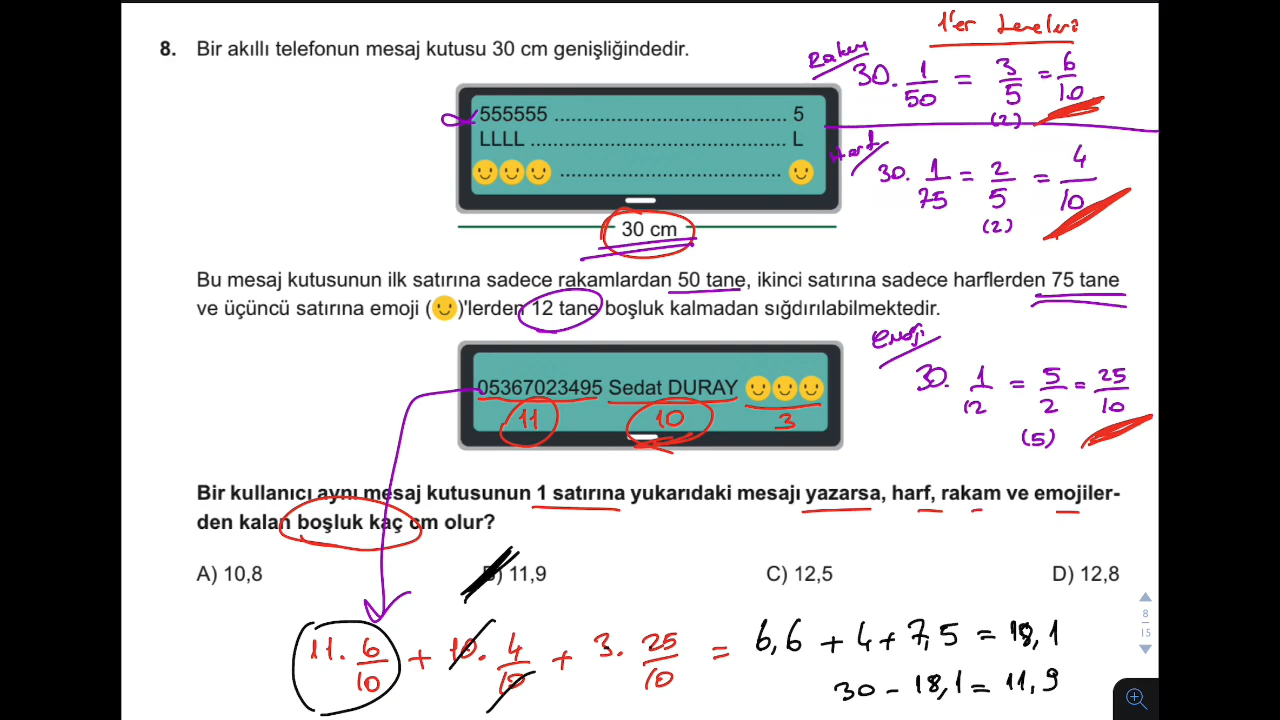 8. Bir akıllı telefonun mesaj kutusu 30 cm genişliğindedir.
1'er taneleri
Rakam
30 . 1/50 = 3/5 = 6/10
(2)
555555 ........ 5
LLLL ........ L
........
Harf
30 . 1/75 = 2/5 = 4/10
(2)
30 cm
Bu mesaj kutusunun ilk satırına sadece rakamlardan 50 tane, ikinci satırına sadece harflerden 75 tane
ve üçüncü satırına emoji (🙂)'lerden 12 tane boşluk kalmadan sığdırılabilmektedir.
Emoji
30 . 1/12 = 5/2 = 25/10
(5)
05367023495 Sedat DURAY 🙂🙂🙂
11 10 3
Bir kullanıcı aynı mesaj kutusunun 1 satırına yukarıdaki mesajı yazarsa, harf, rakam ve emojiler-
den kalan boşluk kaç cm olur?
A) 10,8 B) 11,9 C) 12,5 D) 12,8
8
15
11 . 6/10 + 10 . 4/10 + 3 . 25/10 = 6,6 + 4 + 7,5 = 18,1
30 - 18,1 = 11,9